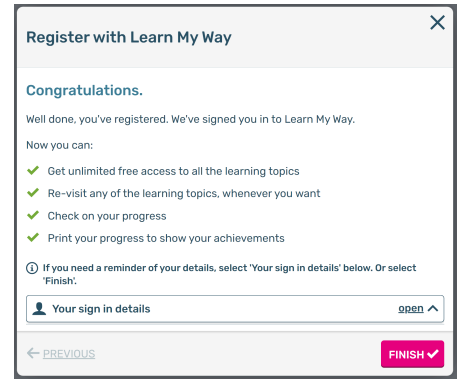 Register with Learn My Way
Congratulations.
Well done, you've registered. We've signed you in to Learn My Way.
Now you can:
Get unlimited free access to all the learning topics
Re-visit any of the learning topics, whenever you want
Check on your progress
Print your progress to show your achievements
If you need a reminder of your details, select 'Your sign in details' below. Or select
'Finish'.
Your sign in details open
PREVIOUS FINISH